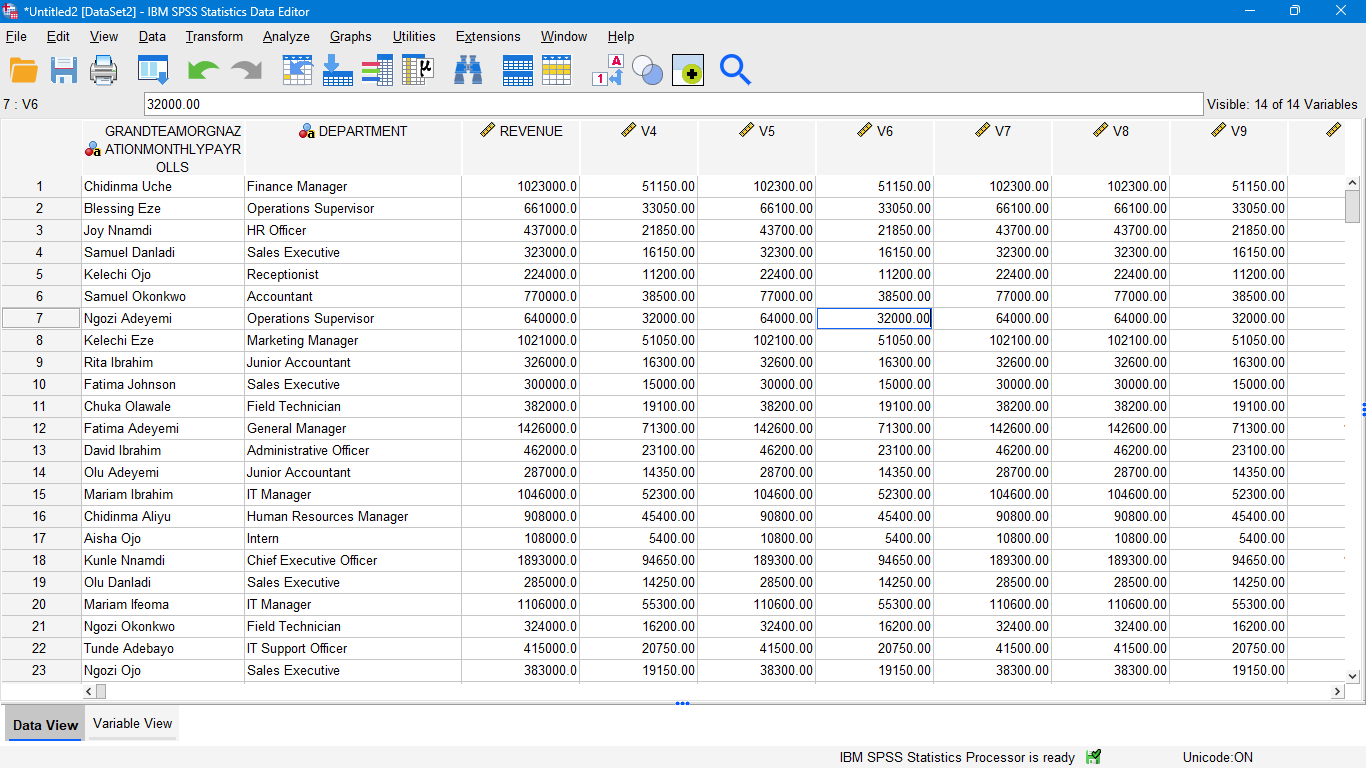 *Untitled2 [DataSet2] - IBM SPSS Statistics Data Editor
File Edit View Data Transform Analyze Graphs Utilities Extensions Window Help
7 : V6 32000.00 Visible: 14 of 14 Variables
GRANDTEAMORGNAZ DEPARTMENT REVENUE V4 V5 V6 V7 V8 V9
ATIONMONTHLYPAYR
OLLS
1 Chidinma Uche Finance Manager 1023000.0 51150.00 102300.00 51150.00 102300.00 102300.00 51150.00
2 Blessing Eze Operations Supervisor 661000.0 33050.00 66100.00 33050.00 66100.00 66100.00 33050.00
3 Joy Nnamdi HR Officer 437000.0 21850.00 43700.00 21850.00 43700.00 43700.00 21850.00
4 Samuel Danladi Sales Executive 323000.0 16150.00 32300.00 16150.00 32300.00 32300.00 16150.00
5 Kelechi Ojo Receptionist 224000.0 11200.00 22400.00 11200.00 22400.00 22400.00 11200.00
6 Samuel Okonkwo Accountant 770000.0 38500.00 77000.00 38500.00 77000.00 77000.00 38500.00
7 Ngozi Adeyemi Operations Supervisor 640000.0 32000.00 64000.00 32000.00 64000.00 64000.00 32000.00
8 Kelechi Eze Marketing Manager 1021000.0 51050.00 102100.00 51050.00 102100.00 102100.00 51050.00
9 Rita Ibrahim Junior Accountant 326000.0 16300.00 32600.00 16300.00 32600.00 32600.00 16300.00
10 Fatima Johnson Sales Executive 300000.0 15000.00 30000.00 15000.00 30000.00 30000.00 15000.00
11 Chuka Olawale Field Technician 382000.0 19100.00 38200.00 19100.00 38200.00 38200.00 19100.00
12 Fatima Adeyemi General Manager 1426000.0 71300.00 142600.00 71300.00 142600.00 142600.00 71300.00
13 David Ibrahim Administrative Officer 462000.0 23100.00 46200.00 23100.00 46200.00 46200.00 23100.00
14 Olu Adeyemi Junior Accountant 287000.0 14350.00 28700.00 14350.00 28700.00 28700.00 14350.00
15 Mariam Ibrahim IT Manager 1046000.0 52300.00 104600.00 52300.00 104600.00 104600.00 52300.00
16 Chidinma Aliyu Human Resources Manager 908000.0 45400.00 90800.00 45400.00 90800.00 90800.00 45400.00
17 Aisha Ojo Intern 108000.0 5400.00 10800.00 5400.00 10800.00 10800.00 5400.00
18 Kunle Nnamdi Chief Executive Officer 1893000.0 94650.00 189300.00 94650.00 189300.00 189300.00 94650.00
19 Olu Danladi Sales Executive 285000.0 14250.00 28500.00 14250.00 28500.00 28500.00 14250.00
20 Mariam Ifeoma IT Manager 1106000.0 55300.00 110600.00 55300.00 110600.00 110600.00 55300.00
21 Ngozi Okonkwo Field Technician 324000.0 16200.00 32400.00 16200.00 32400.00 32400.00 16200.00
22 Tunde Adebayo IT Support Officer 415000.0 20750.00 41500.00 20750.00 41500.00 41500.00 20750.00
23 Ngozi Ojo Sales Executive 383000.0 19150.00 38300.00 19150.00 38300.00 38300.00 19150.00
Data View Variable View
IBM SPSS Statistics Processor is ready Unicode:ON